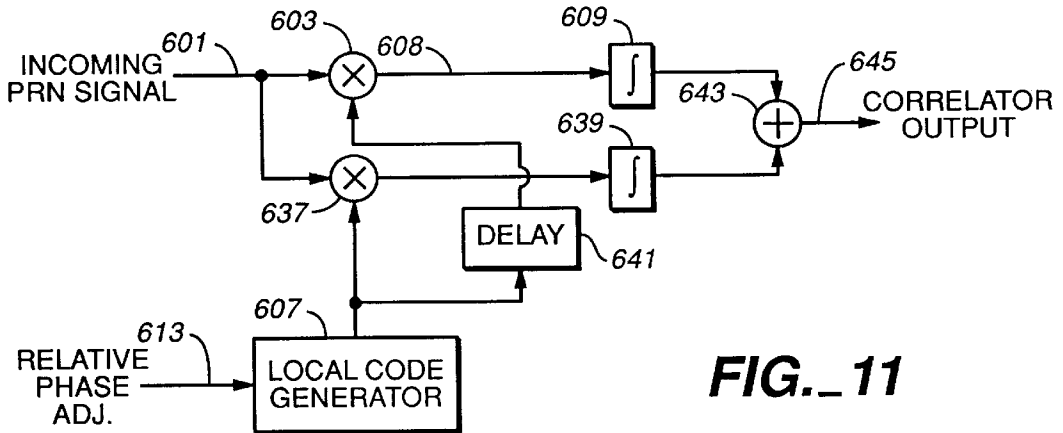 603
608
609
601
645
INCOMING
PRN SIGNAL
×
∫
643
+
CORRELATOR
OUTPUT
639
×
∫
637
DELAY
641
607
613
RELATIVE
PHASE
ADJ.
LOCAL CODE
GENERATOR
FIG._11